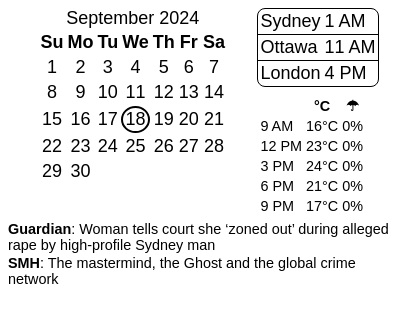 September 2024
Su Mo Tu We Th Fr Sa
1 2 3 4 5 6 7
8 9 10 11 12 13 14
15 16 17 18 19 20 21
22 23 24 25 26 27 28
29 30
Sydney 1 AM
Ottawa 11 AM
London 4 PM
°C ☂
9 AM 16°C 0%
12 PM 23°C 0%
3 PM 24°C 0%
6 PM 21°C 0%
9 PM 17°C 0%
Guardian: Woman tells court she ‘zoned out’ during alleged
rape by high-profile Sydney man
SMH: The mastermind, the Ghost and the global crime
network